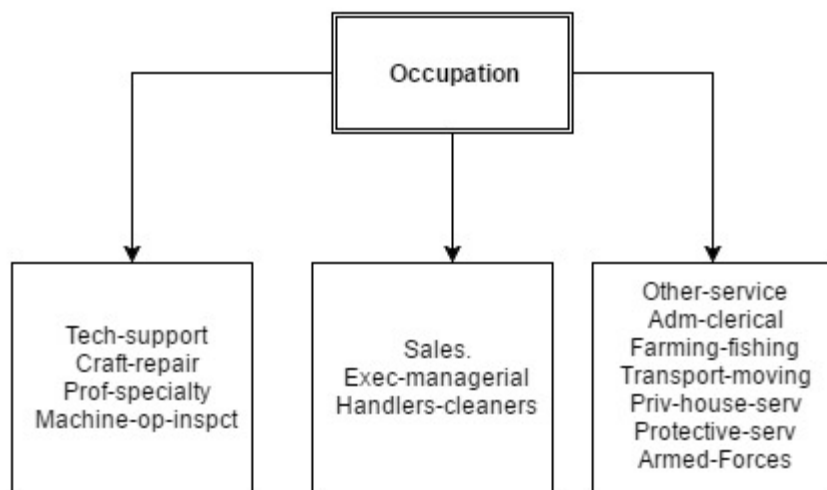 Occupation
Tech-support
Craft-repair
Prof-specialty
Machine-op-inspct
Sales.
Exec-managerial
Handlers-cleaners
Other-service
Adm-clerical
Farming-fishing
Transport-moving
Priv-house-serv
Protective-serv
Armed-Forces